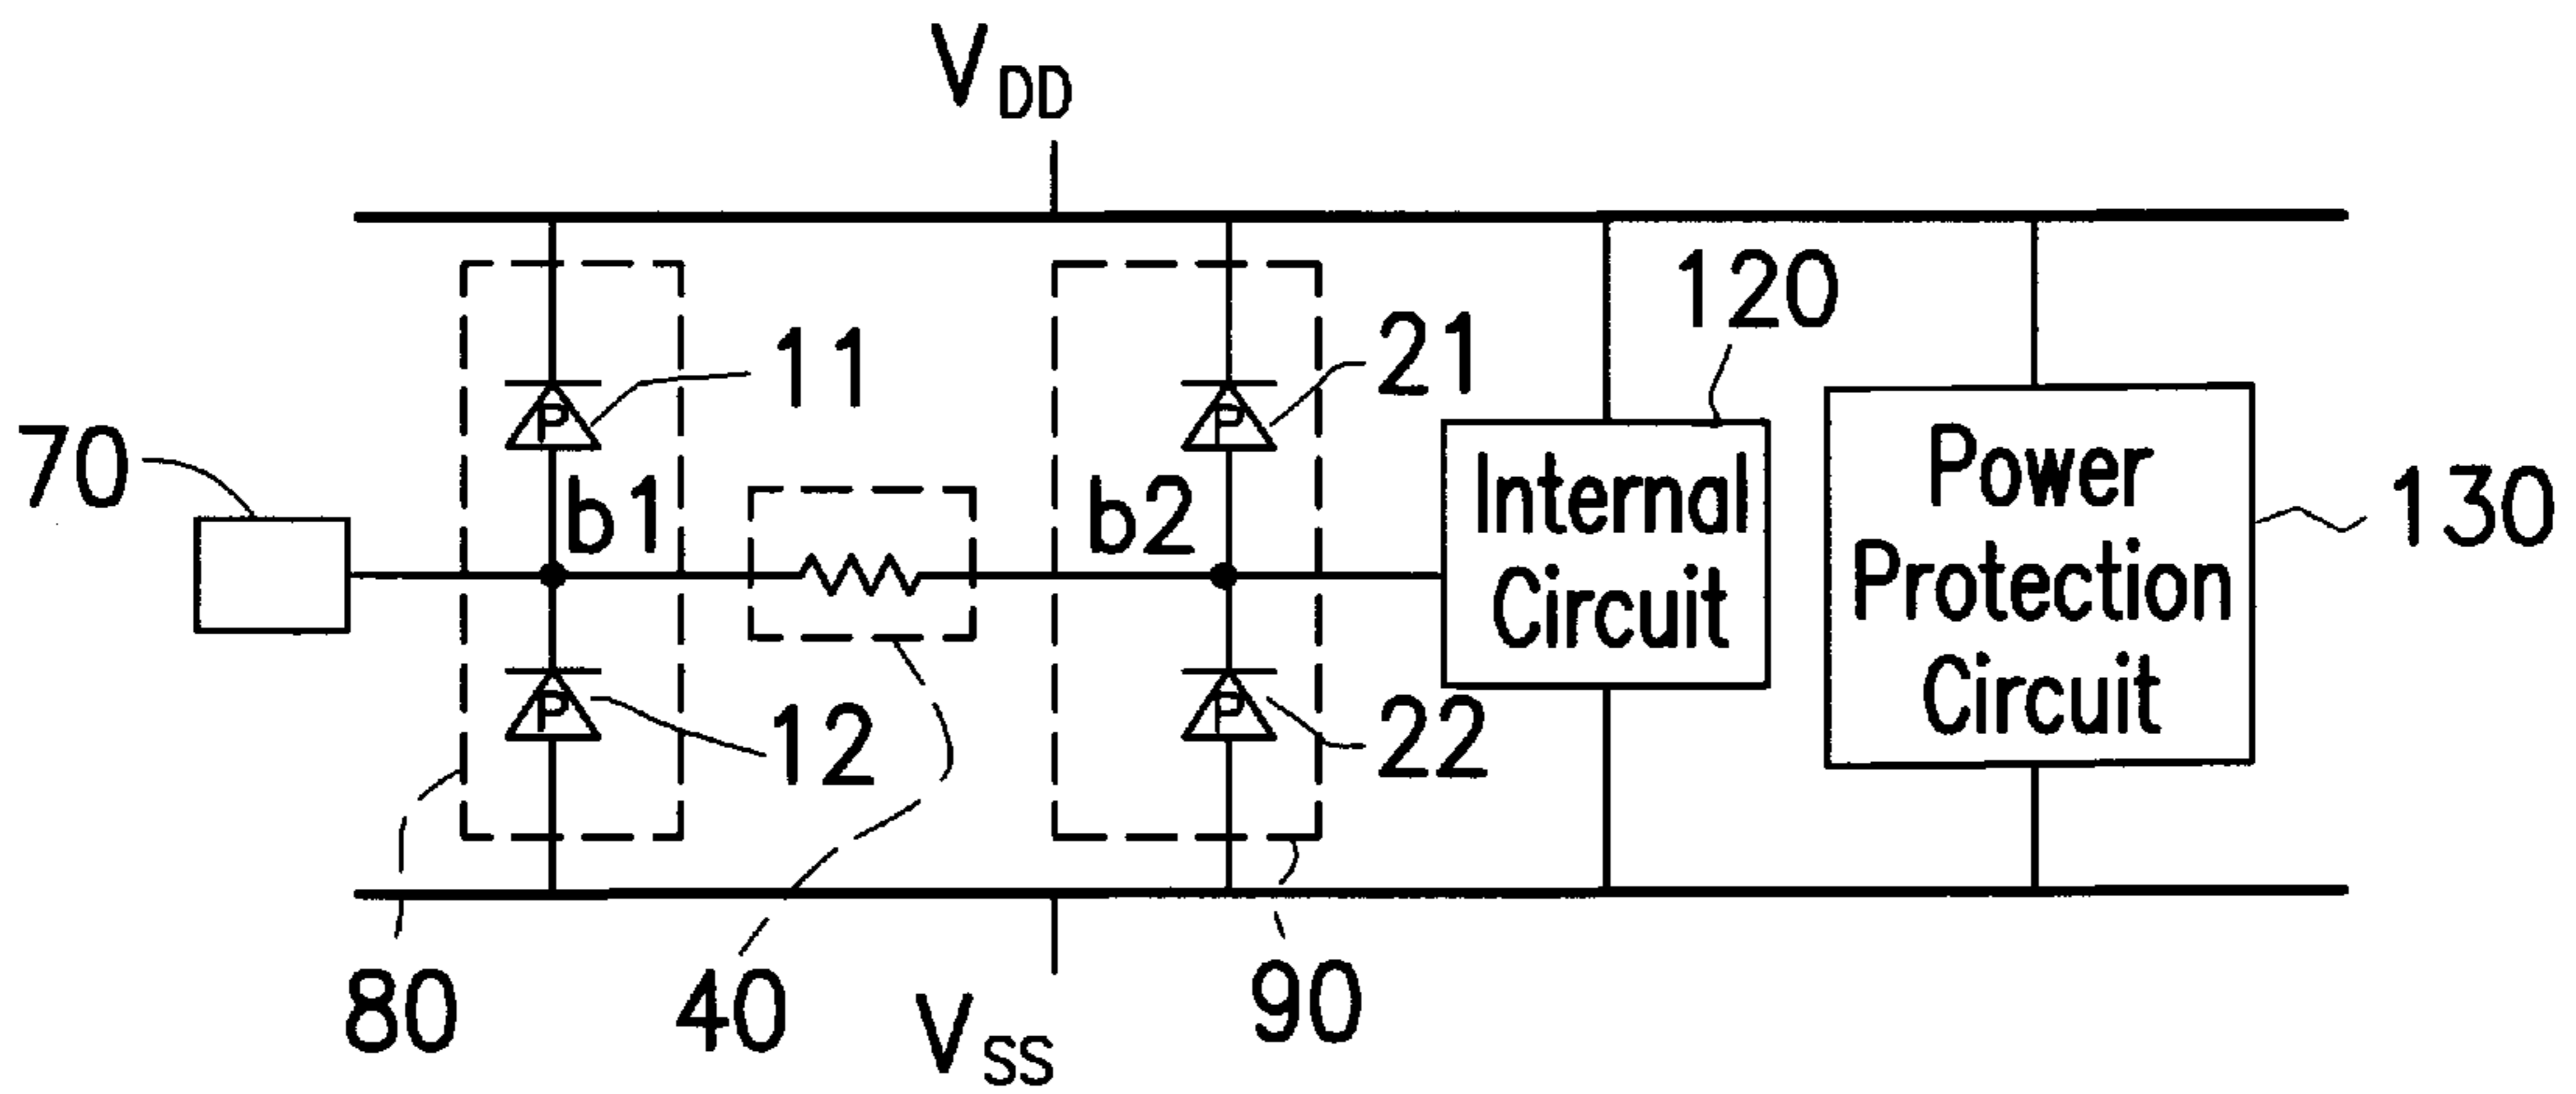 VDD
120
11
21
P
P
70
b1
b2
Internal
Circuit
Power
Protection
Circuit
130
P
P
12
22
80
40
VSS
90